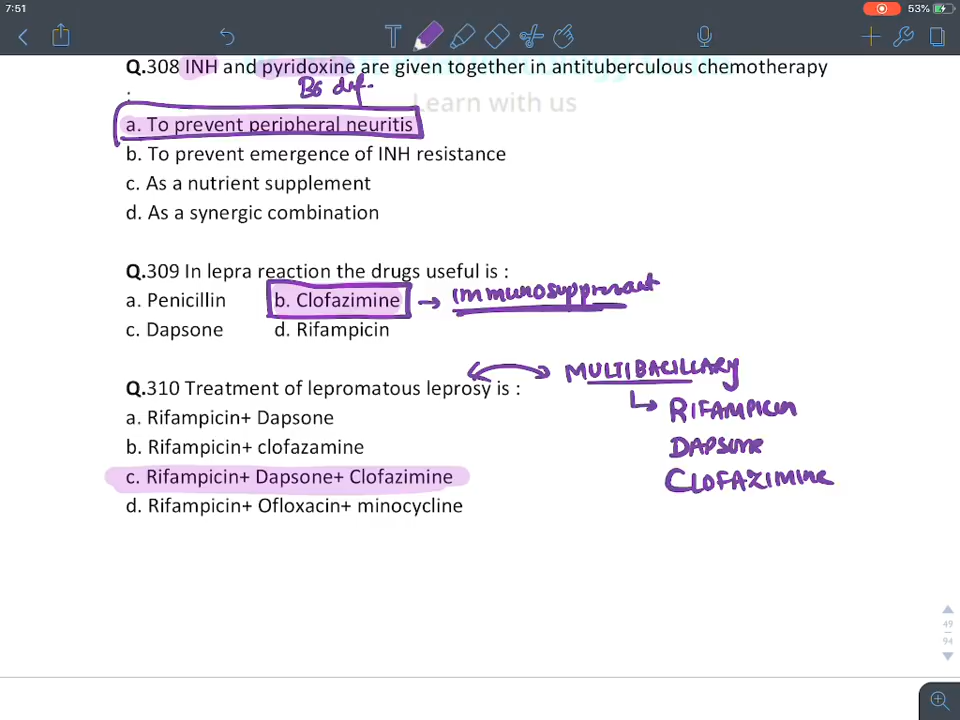 7:51
53%
T
Q.308 INH and pyridoxine are given together in antituberculous chemotherapy
:
B6 def.
Learn with us
a. To prevent peripheral neuritis
b. To prevent emergence of INH resistance
c. As a nutrient supplement
d. As a synergic combination
Q.309 In lepra reaction the drugs useful is :
a. Penicillin b. Clofazimine → immunosuppressant
c. Dapsone d. Rifampicin
MULTIBACILLARY
Q.310 Treatment of lepromatous leprosy is :
a. Rifampicin+ Dapsone
RIFAMPICIN
b. Rifampicin+ clofazamine
DAPSONE
c. Rifampicin+ Dapsone+ Clofazimine
CLOFAZIMINE
d. Rifampicin+ Ofloxacin+ minocycline
49
94